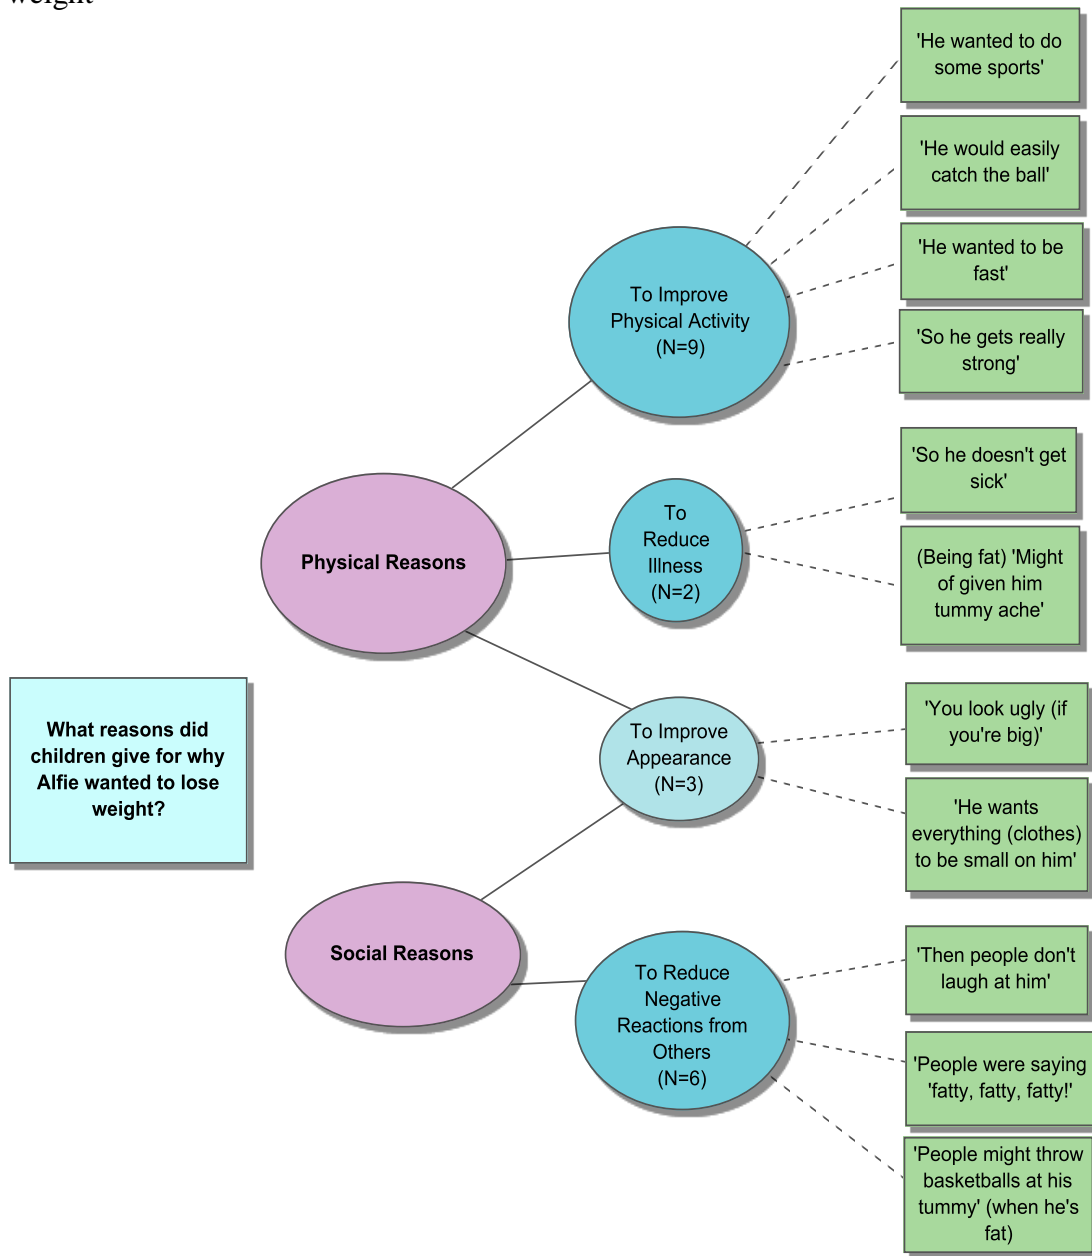 weight
'He wanted to do
some sports'
'He would easily
catch the ball'
'He wanted to be
fast'
'So he gets really
strong'
To Improve
Physical Activity
(N=9)
'So he doesn't get
sick'
(Being fat) 'Might
of given him
tummy ache'
To
Reduce
Illness
(N=2)
Physical Reasons
'You look ugly (if
you're big)'
'He wants
everything (clothes)
to be small on him'
To Improve
Appearance
(N=3)
What reasons did
children give for why
Alfie wanted to lose
weight?
Social Reasons
To Reduce
Negative
Reactions from
Others
(N=6)
'Then people don't
laugh at him'
'People were saying
'fatty, fatty, fatty!'
'People might throw
basketballs at his
tummy' (when he's
fat)